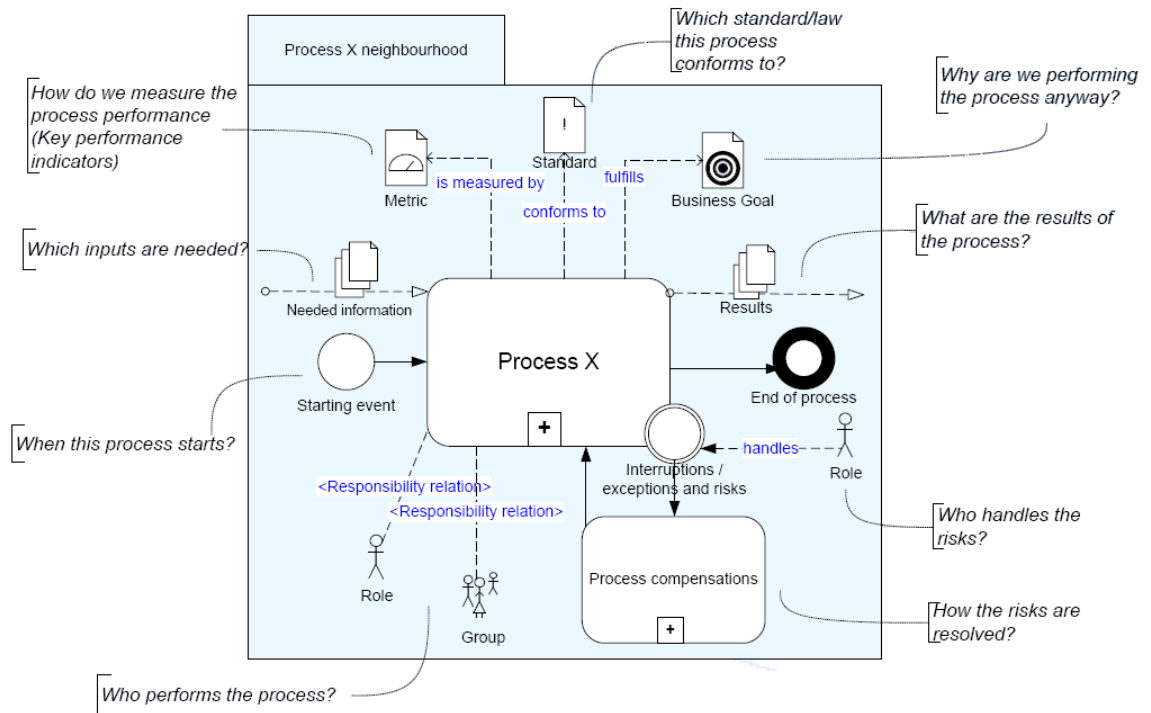 Which standard/law
this process
conforms to?
Process X neighbourhood
Why are we performing
the process anyway?
How do we measure the
process performance
(Key performance
indicators)
!
Standard
Metric
is measured by
fulfills
Business Goal
conforms to
What are the results of
the process?
Which inputs are needed?
Needed information
Results
Process X
Starting event
End of process
+
When this process starts?
handles
Role
Interruptions /
exceptions and risks
<Responsibility relation>
<Responsibility relation>
Who handles the
risks?
Process compensations
Role
Group
+
How the risks are
resolved?
Who performs the process?